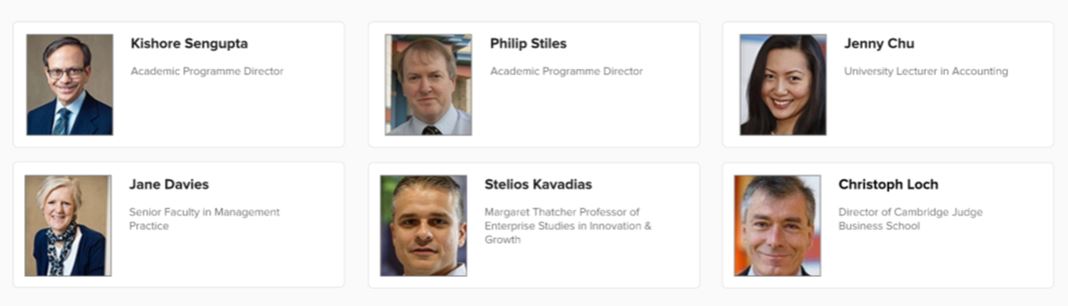 Kishore Sengupta
Academic Programme Director
Philip Stiles
Academic Programme Director
Jenny Chu
University Lecturer in Accounting
Jane Davies
Senior Faculty in Management
Practice
Stelios Kavadias
Margaret Thatcher Professor of
Enterprise Studies in Innovation &
Growth
Christoph Loch
Director of Cambridge Judge
Business School